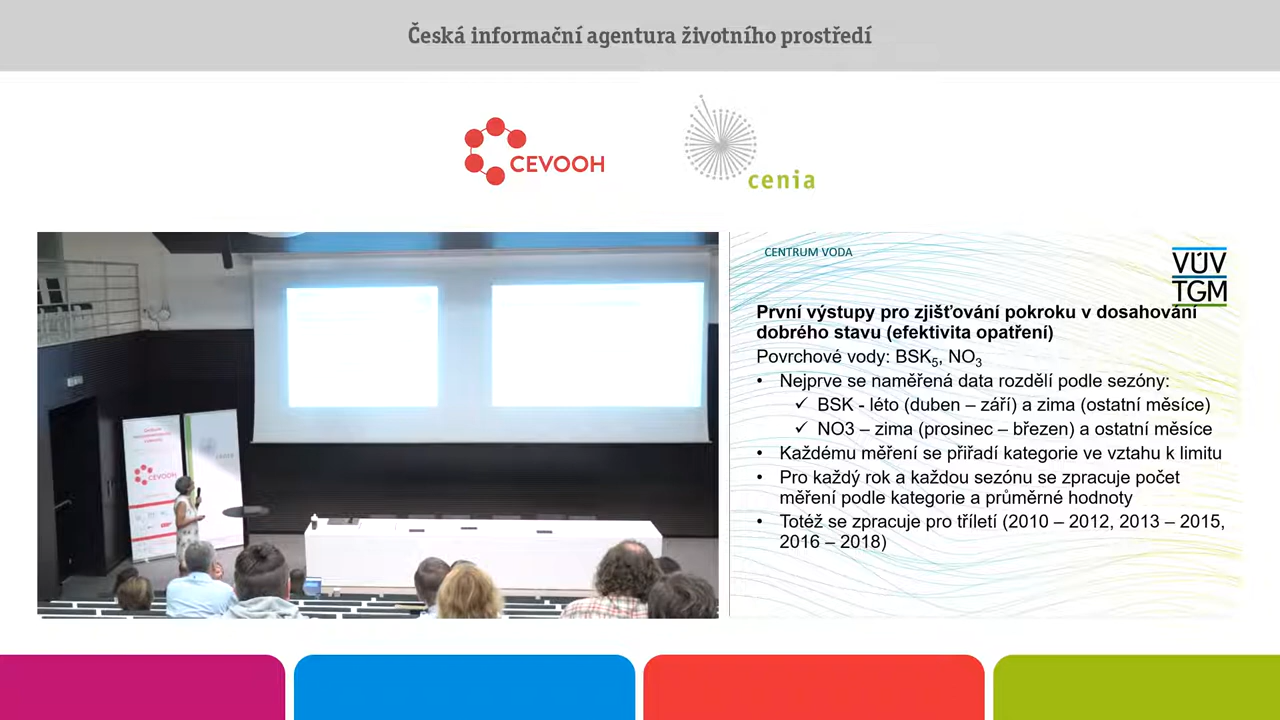 Česká informační agentura životního prostředí
CEVOOH
cenia
CEVOOH
CENTRUM VODA
VÚV
TGM
První výstupy pro zjišťování pokroku v dosahování
dobrého stavu (efektivita opatření)
Povrchové vody: BSK5, NO3
• Nejprve se naměřená data rozdělí podle sezóny:
✓ BSK - léto (duben – září) a zima (ostatní měsíce)
✓ NO3 – zima (prosinec – březen) a ostatní měsíce
• Každému měření se přiřadí kategorie ve vztahu k limitu
• Pro každý rok a každou sezónu se zpracuje počet
měření podle kategorie a průměrné hodnoty
• Totéž se zpracuje pro tříletí (2010 – 2012, 2013 – 2015,
2016 – 2018)